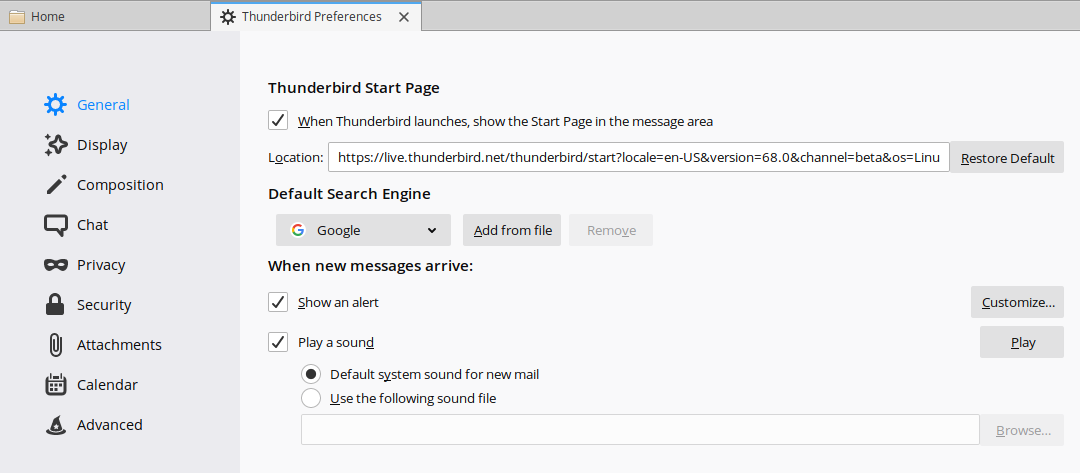 Home
Thunderbird Preferences
General
Display
Composition
Chat
Privacy
Security
Attachments
Calendar
Advanced
Thunderbird Start Page
When Thunderbird launches, show the Start Page in the message area
Location: https://live.thunderbird.net/thunderbird/start?locale=en-US&version=68.0&channel=beta&os=Linu Restore Default
Default Search Engine
Google Add from file Remove
When new messages arrive:
Show an alert Customize...
Play a sound Play
Default system sound for new mail
Use the following sound file
Browse...